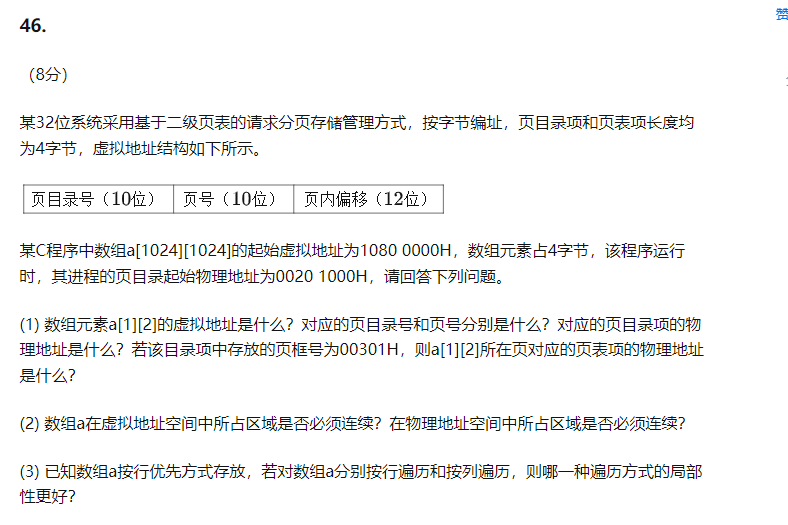 46.
赞
（8分）
某32位系统采用基于二级页表的请求分页存储管理方式，按字节编址，页目录项和页表项长度均
为4字节，虚拟地址结构如下所示。
页目录号（10位） 页号（10位） 页内偏移（12位）
某C程序中数组a[1024][1024]的起始虚拟地址为1080 0000H，数组元素占4字节，该程序运行
时，其进程的页目录起始物理地址为0020 1000H，请回答下列问题。
(1) 数组元素a[1][2]的虚拟地址是什么？对应的页目录号和页号分别是什么？对应的页目录项的物
理地址是什么？若该目录项中存放的页框号为00301H，则a[1][2]所在页对应的页表项的物理地址
是什么？
(2) 数组a在虚拟地址空间中所占区域是否必须连续？在物理地址空间中所占区域是否必须连续？
(3) 已知数组a按行优先方式存放，若对数组a分别按行遍历和按列遍历，则哪一种遍历方式的局部
性更好？